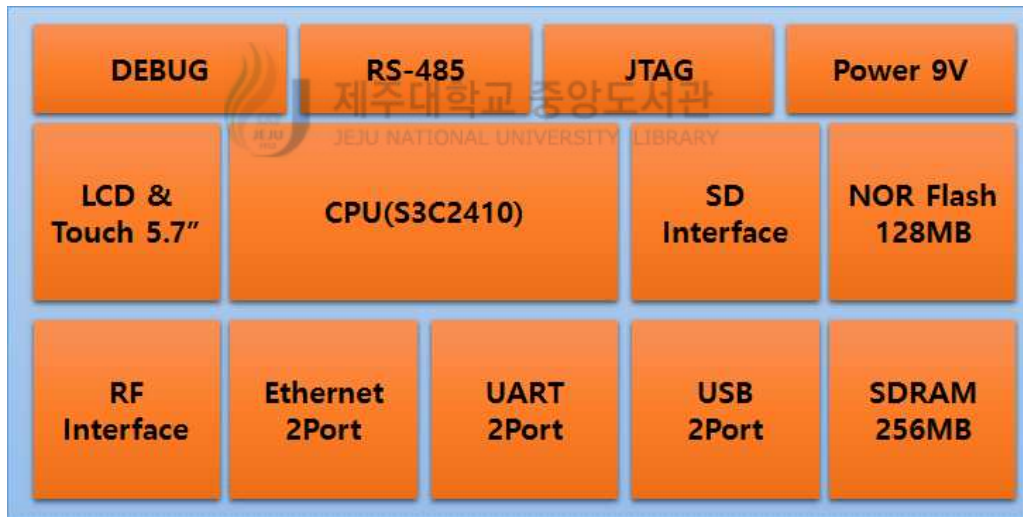 DEBUG
RS-485
JTAG
Power 9V
제주대학교 중앙도서관
JEJU NATIONAL UNIVERSITY LIBRARY
LCD &
Touch 5.7″
CPU(S3C2410)
SD
Interface
NOR Flash
128MB
RF
Interface
Ethernet
2Port
UART
2Port
USB
2Port
SDRAM
256MB